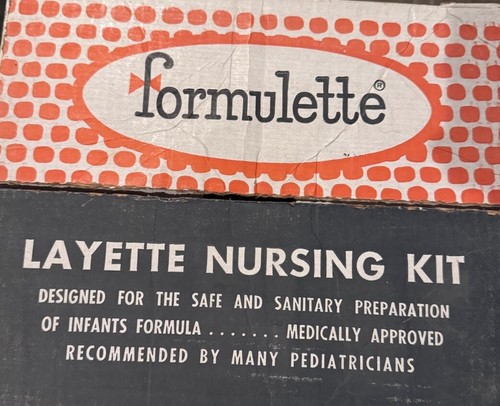 formulette®
LAYETTE NURSING KIT
DESIGNED FOR THE SAFE AND SANITARY PREPARATION
OF INFANTS FORMULA ....... MEDICALLY APPROVED
RECOMMENDED BY MANY PEDIATRICIANS